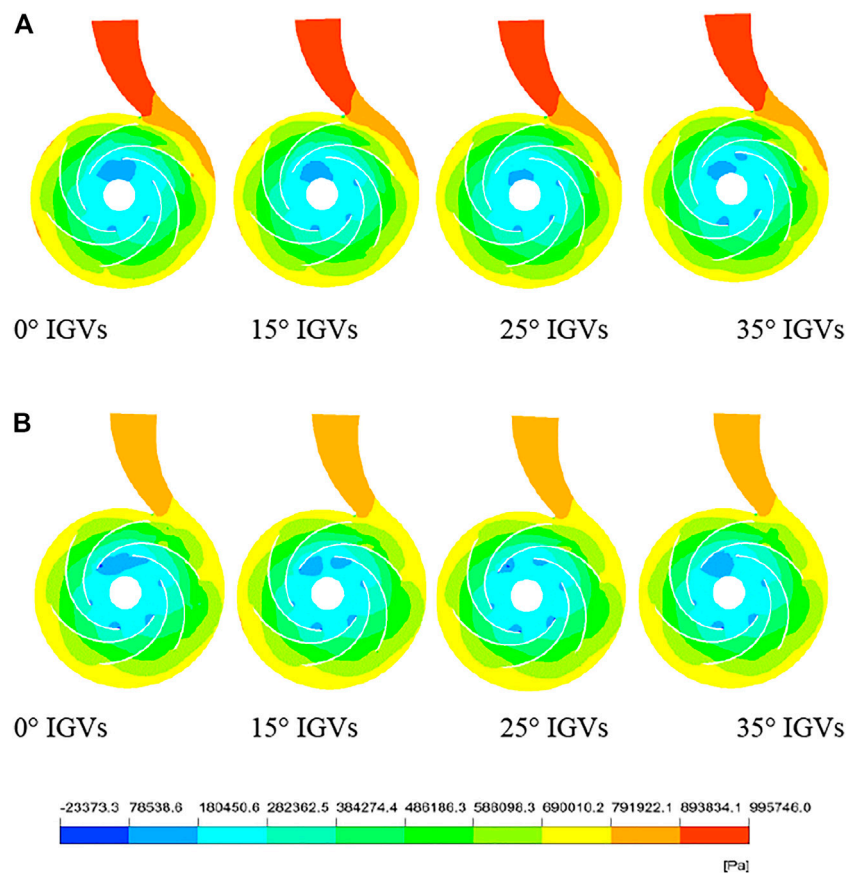 A
0° IGVs 15° IGVs 25° IGVs 35° IGVs
B
0° IGVs 15° IGVs 25° IGVs 35° IGVs
-23373.3 78538.6 180450.6 282362.5 384274.4 486186.3 588098.3 690010.2 791922.1 893834.1 995746.0
[Pa]